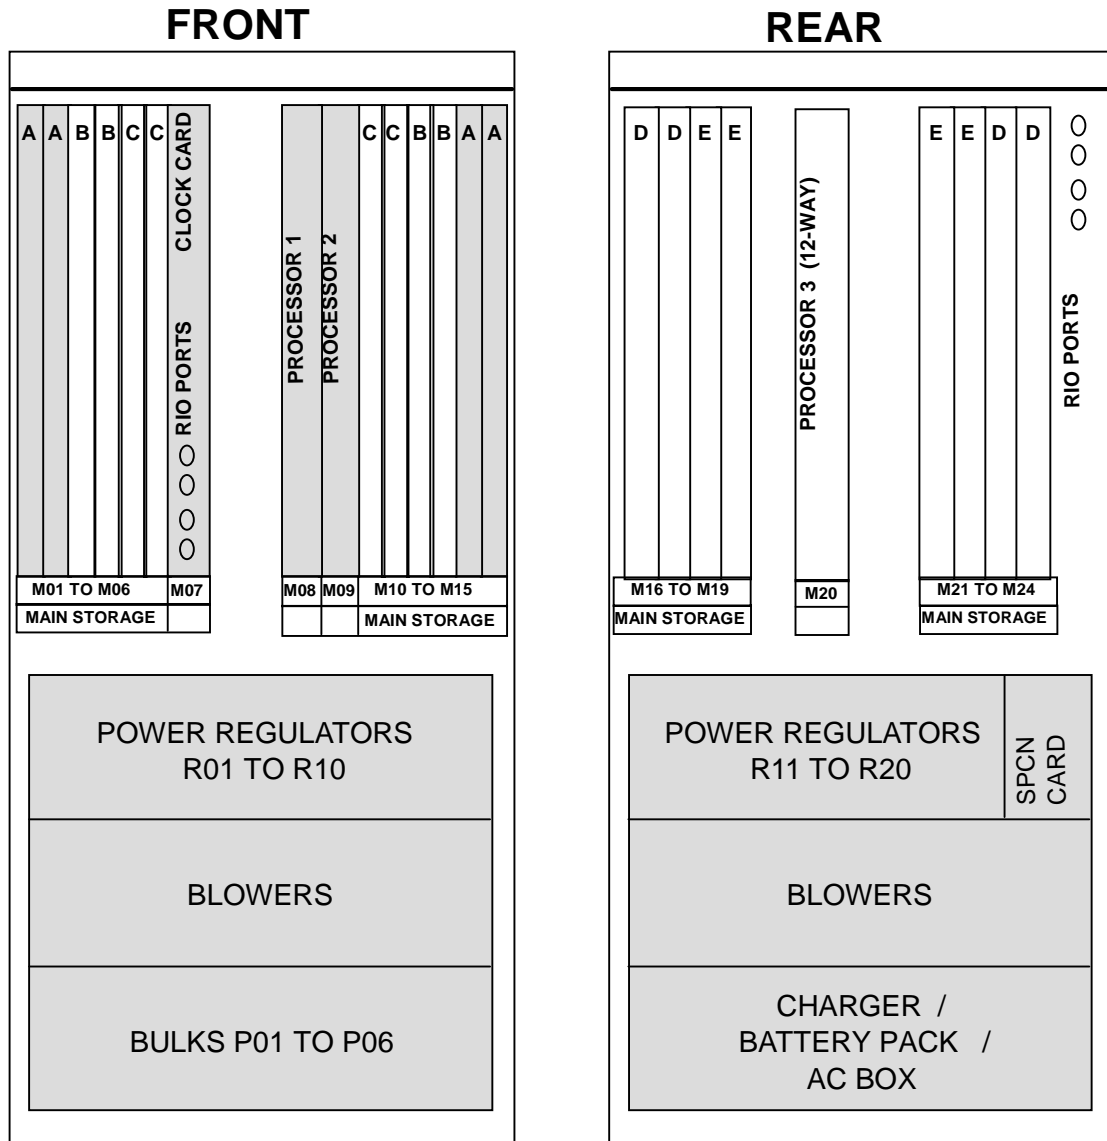 FRONT
A A B B C C
CLOCK CARD
RIO PORTS
PROCESSOR 1
PROCESSOR 2
C C B B A A
M01 TO M06
M07
M08
M09
M10 TO M15
MAIN STORAGE
MAIN STORAGE
POWER REGULATORS
R01 TO R10
BLOWERS
BULKS P01 TO P06
REAR
D D E E
PROCESSOR 3 (12-WAY)
E E D D
RIO PORTS
M16 TO M19
M20
M21 TO M24
MAIN STORAGE
MAIN STORAGE
POWER REGULATORS
R11 TO R20
SPCN
CARD
BLOWERS
CHARGER /
BATTERY PACK /
AC BOX